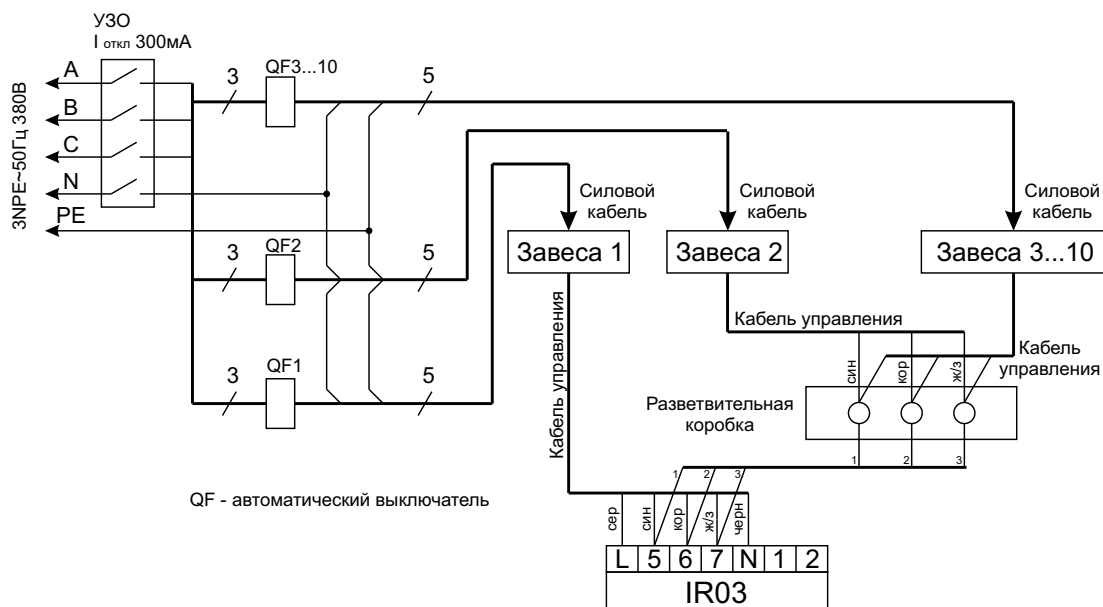 УЗО
I откл 300мА
3NPE~50Гц 380В
A
B
C
N
PE
3
QF3...10
5
3
QF2
5
3
QF1
5
Силовой
кабель
Силовой
кабель
Силовой
кабель
Завеса 1
Завеса 2
Завеса 3...10
Кабель управления
Кабель управления
Кабель
управления
син
кор
ж/з
Разветвительная
коробка
1
2
3
1
2
3
QF - автоматический выключатель
сер
син
кор
ж/з
черн
L 5 6 7 N 1 2
IR03